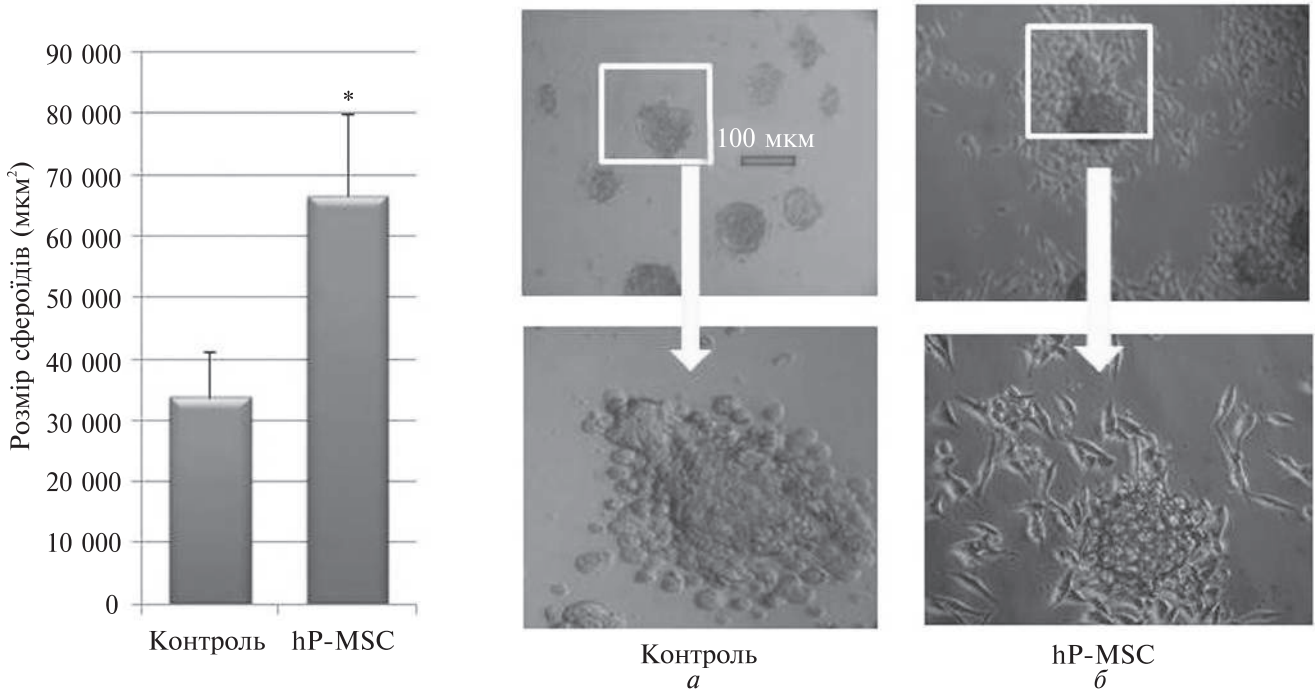 Розмір сфероїдів (мкм²)
90 000
80 000
70 000
60 000
50 000
40 000
30 000
20 000
10 000
0
*
Контроль
hP-MSC
100 мкм
Контроль
а
hP-MSC
б